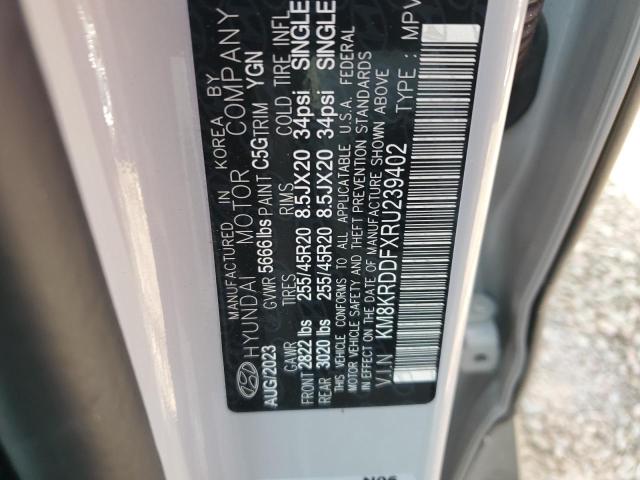 MANUFACTURED IN KOREA BY
HYUNDAI MOTOR COMPANY
AUG/2023 GVWR 5666 lbs PAINT C5G TRIM YGN
GAWR TIRES RIMS COLD TIRE INFL
FRONT 2822 lbs 255/45R20 8.5JX20 34psi SINGLE
REAR 3020 lbs 255/45R20 8.5JX20 34psi SINGLE
THIS VEHICLE CONFORMS TO ALL APPLICABLE U.S.A. FEDERAL
MOTOR VEHICLE SAFETY AND THEFT PREVENTION STANDARDS
IN EFFECT ON THE DATE OF MANUFACTURE SHOWN ABOVE
V.I.N KM8KRDDFXRU239402 TYPE : MPV